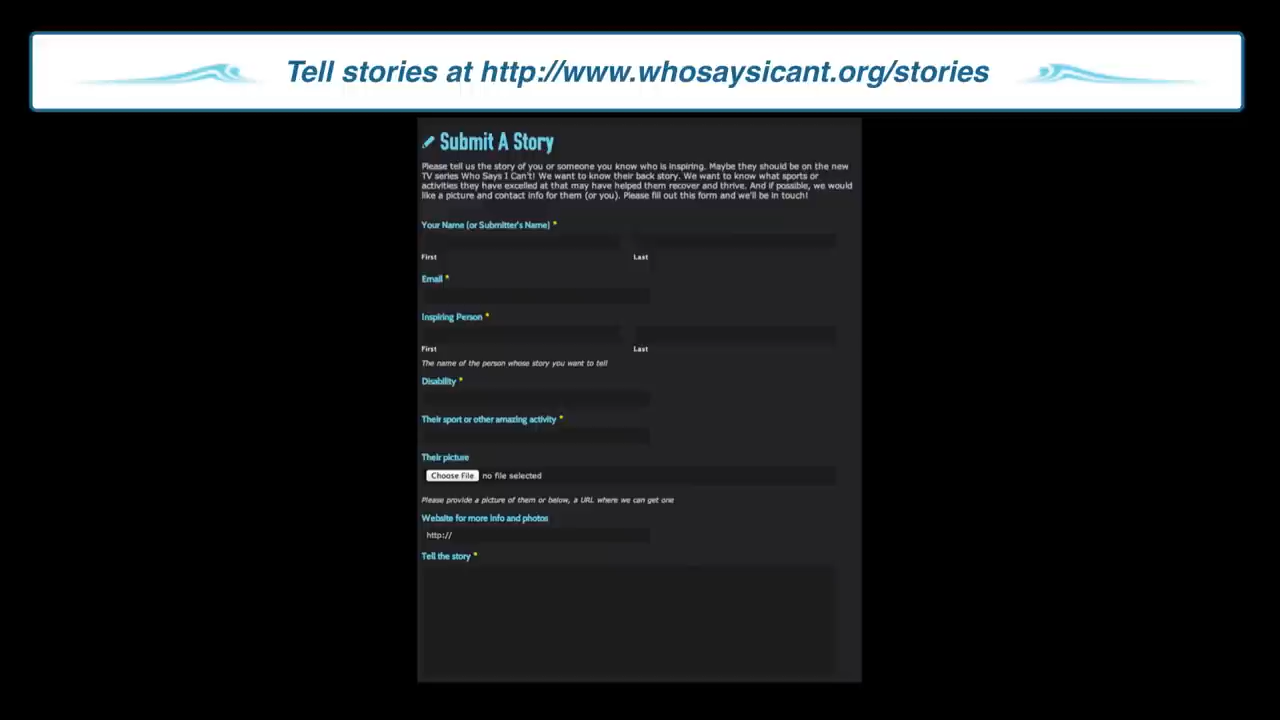 Tell stories at http://www.whosaysicant.org/stories
Submit A Story
Please tell us the story of you or someone you know who is inspiring. Maybe they should be on the new
TV series Who Says I Can't! We want to know their back story. We want to know what sports or
activities they have excelled at that may have helped them recover and thrive. And if possible, we would
like a picture and contact info for them (or you). Please fill out this form and we'll be in touch!
Your Name (or Submitter's Name) *
First Last
Email *
Inspiring Person *
First Last
The name of the person whose story you want to tell
Disability *
Their sport or other amazing activity *
Their picture
Choose File no file selected
Please provide a picture of them or below, a URL where we can get one
Website for more info and photos
http://
Tell the story *